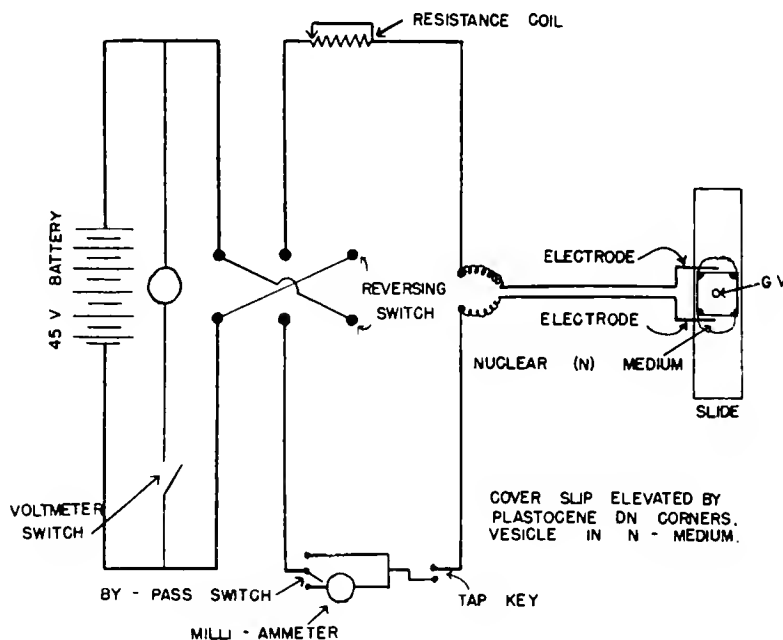 RESISTANCE COIL
45 V BATTERY
ELECTRODE
G V
REVERSING
SWITCH
ELECTRODE
NUCLEAR (N) MEDIUM
SLIDE
VOLTMETER
SWITCH
COVER SLIP ELEVATED BY
PLASTOCENE ON CORNERS.
VESICLE IN N - MEDIUM.
BY - PASS SWITCH
TAP KEY
MILLI - AMMETER